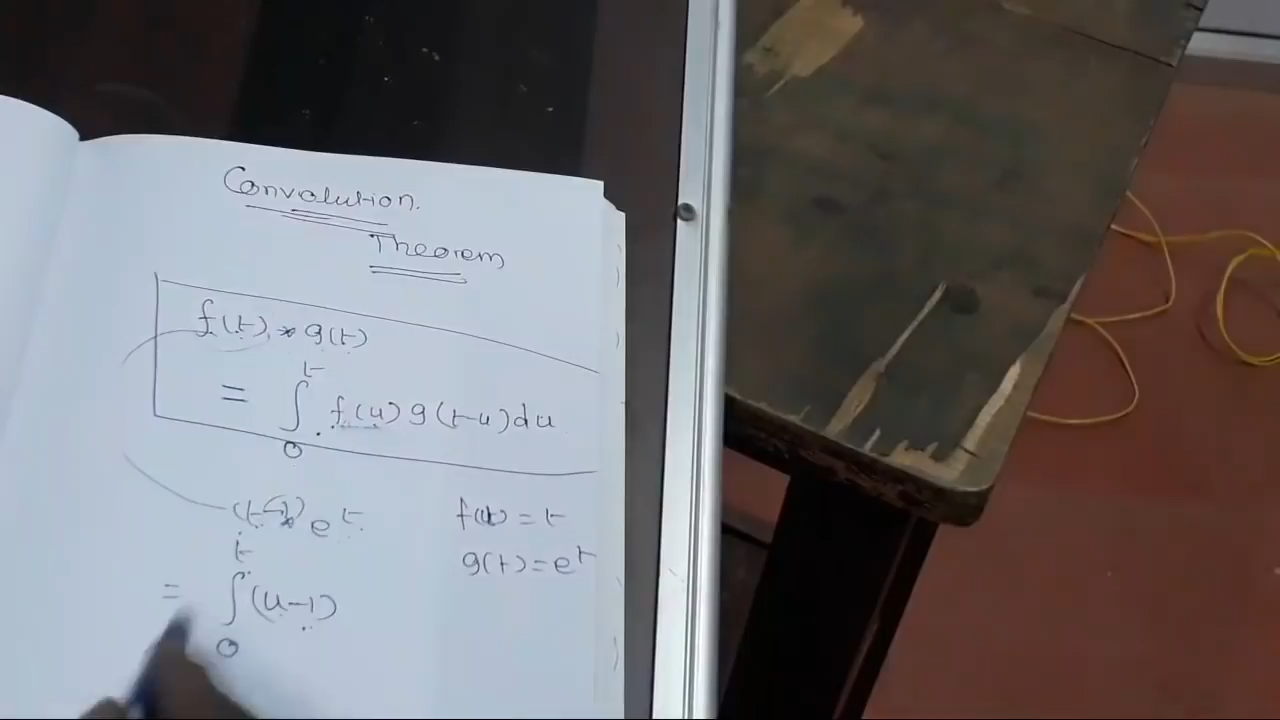 Convolution.
Theorem
f(t) * g(t)
= ∫₀ᵗ f(u) g(t-u) du
(t-1) * eᵗ
f(t) = t
g(t) = eᵗ
= ∫₀ᵗ (u-1)